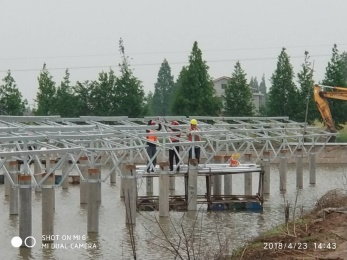 SHOT ON MI 6
MI DUAL CAMERA
2018/4/23 14:43